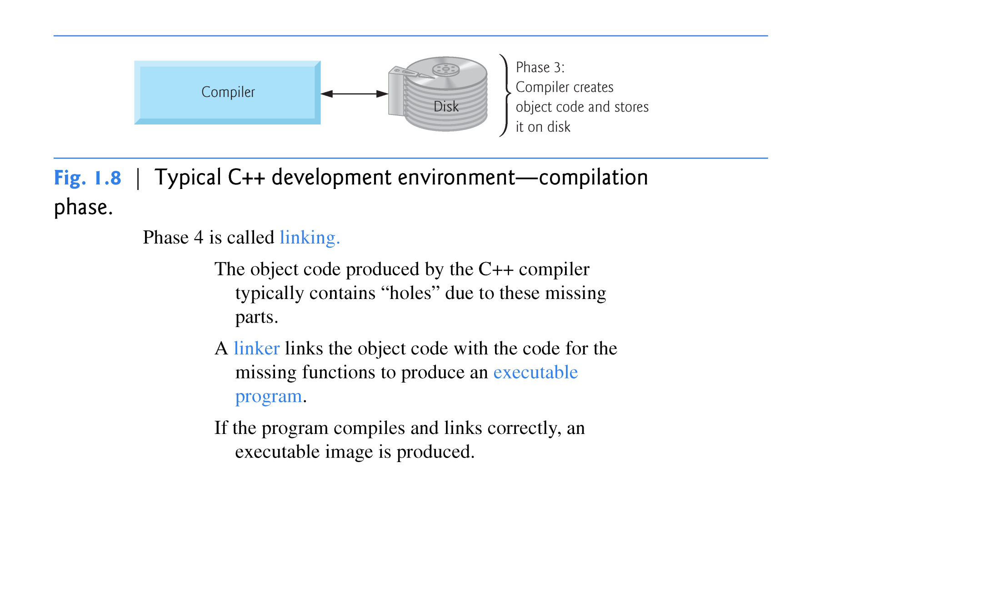 Compiler
Disk
Phase 3:
Compiler creates
object code and stores
it on disk
Fig. 1.8 | Typical C++ development environment—compilation
phase.
Phase 4 is called linking.
The object code produced by the C++ compiler
typically contains “holes” due to these missing
parts.
A linker links the object code with the code for the
missing functions to produce an executable
program.
If the program compiles and links correctly, an
executable image is produced.